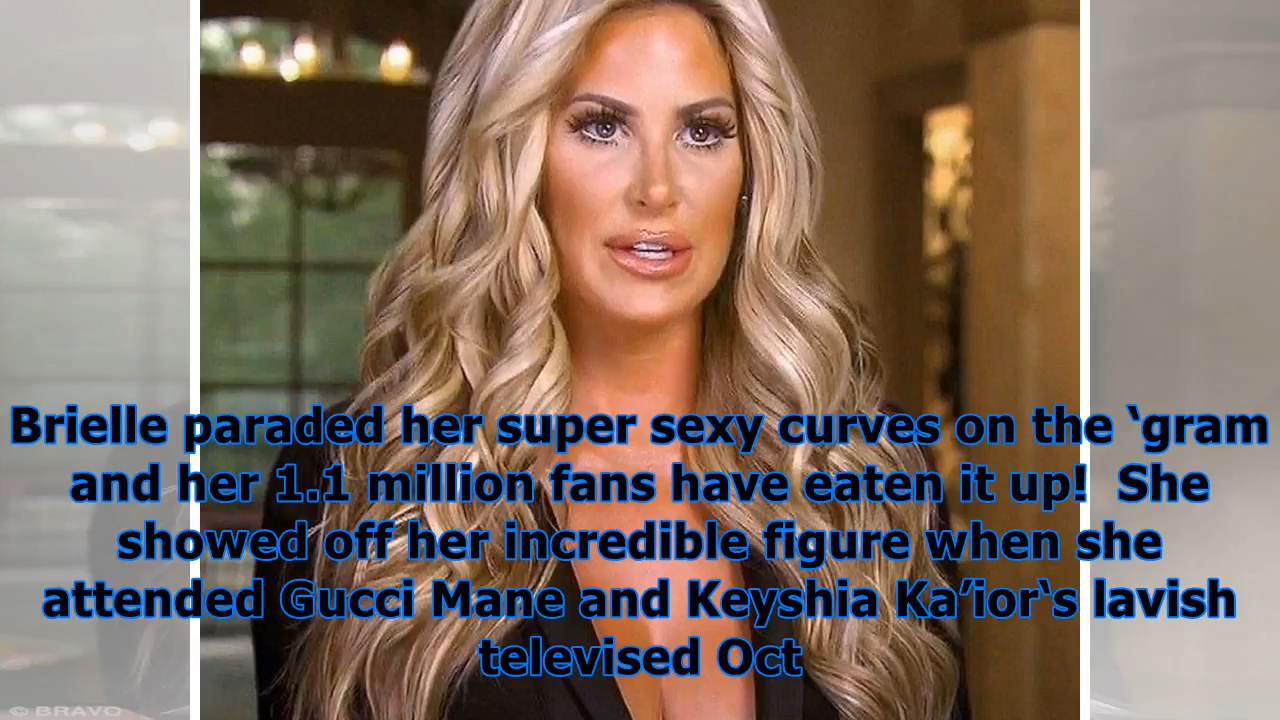 Brielle paraded her super sexy curves on the ‘gram
and her 1.1 million fans have eaten it up!  She
showed off her incredible figure when she
attended Gucci Mane and Keyshia Ka’ior‘s lavish
televised Oct
© BRAVO